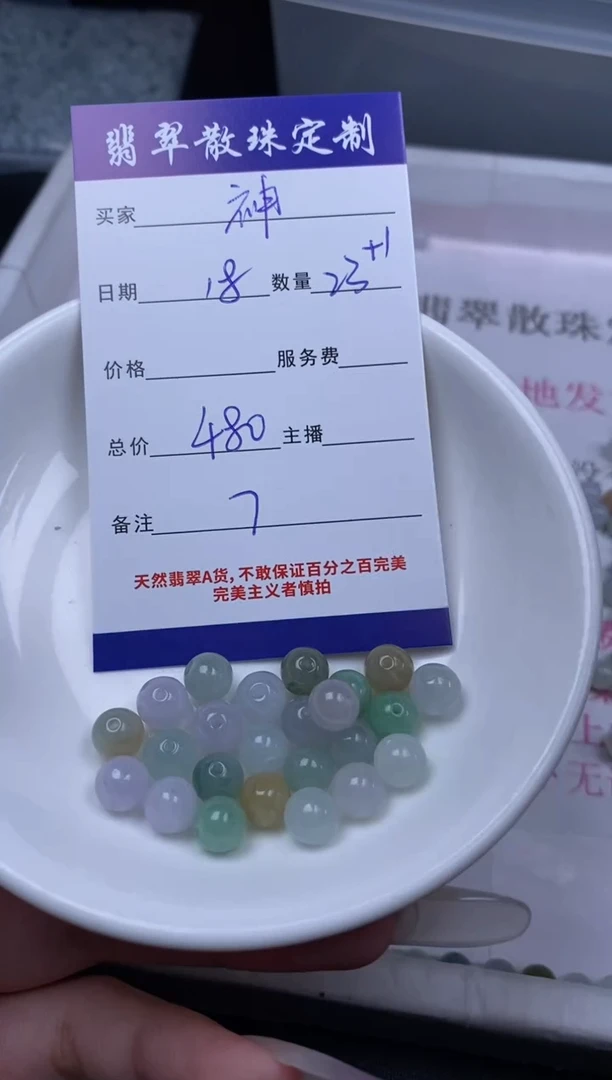 翡翠散珠定制
买家 神
日期 18 数量 23+1
价格 服务费
总价 480 主播
备注 7
天然翡翠A货,不敢保证百分之百完美
完美主义者慎拍
翡翠散珠
地发
上
无